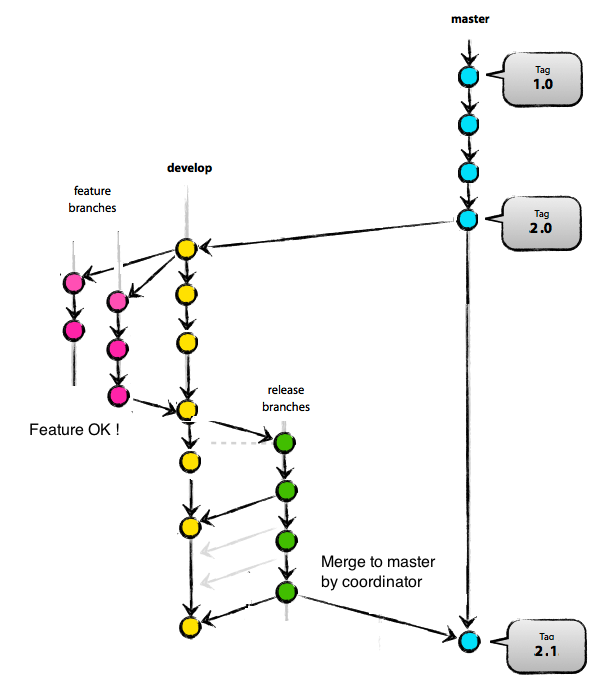 master
Tag
1.0
develop
feature
branches
Tag
2.0
release
branches
Feature OK !
Merge to master
by coordinator
Tag
2.1